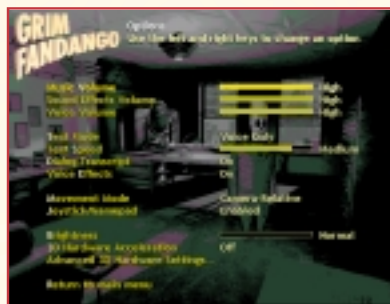 GRIM
FANDANGO
Options
Use the left and right keys to change an option.
Music Volume High
Sound Effects Volume High
Voice Volume High
Text Mode Voice Only
Text Speed Medium
Dialog Transcript On
Voice Effects On
Movement Mode Camera Relative
Joystick/Gamepad Enabled
Brightness Normal
3D Hardware Acceleration Off
Advanced 3D Hardware Settings...
Return to main menu